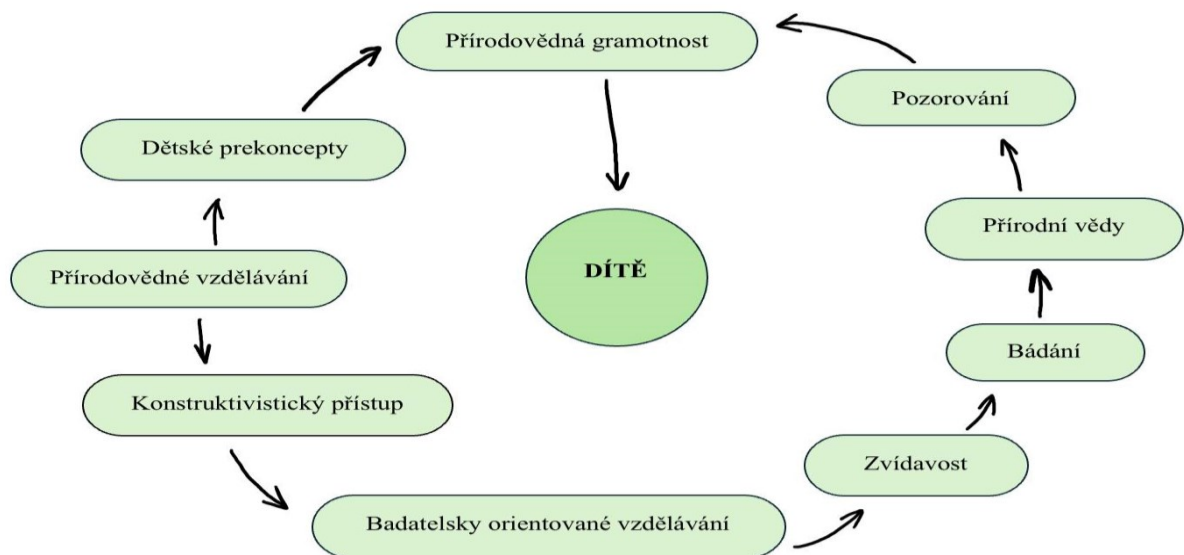 Přírodovědná gramotnost
Pozorování
Dětské prekoncepty
Přírodní vědy
Přírodovědné vzdělávání
DÍTĚ
Bádání
Konstruktivistický přístup
Zvídavost
Badatelsky orientované vzdělávání